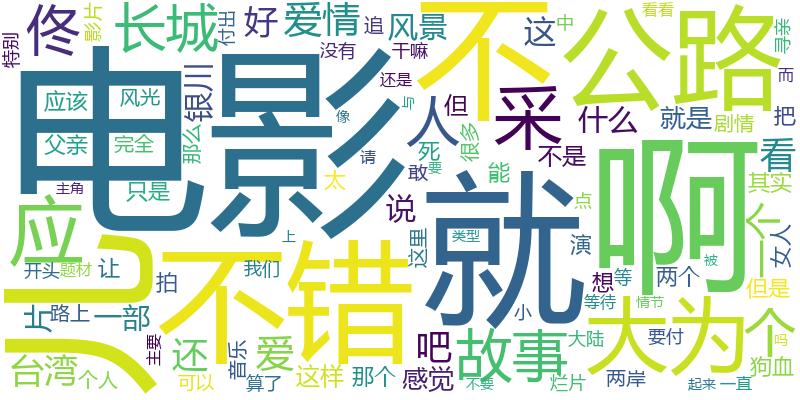 特别
影片
佟
长城
付出
好
爱情
追
风景
没有
干嘛
这
中
看看
寻亲
不
公路
电影
应该
风光
银川
还是
人
但
采
什么
就是
剧情
而
把
父亲
完全
那么
像
与
请
敢
死
很多
不是
看
主角
只是
太
要
能
说
就
啊
其实
一个
女人
应
儿
不错
上
这里
类型
点
演
被
开头
题材
让
我们
想
等
两个
但是
片
路上
一部
拍
小
等待
情节
大为
个
台湾
个人
主要
还
音乐
爱
这样
那个
吧
感觉
故事
大陆
要付
吗
狗血
可以
算了
不要
烂片
两岸
起来
一直